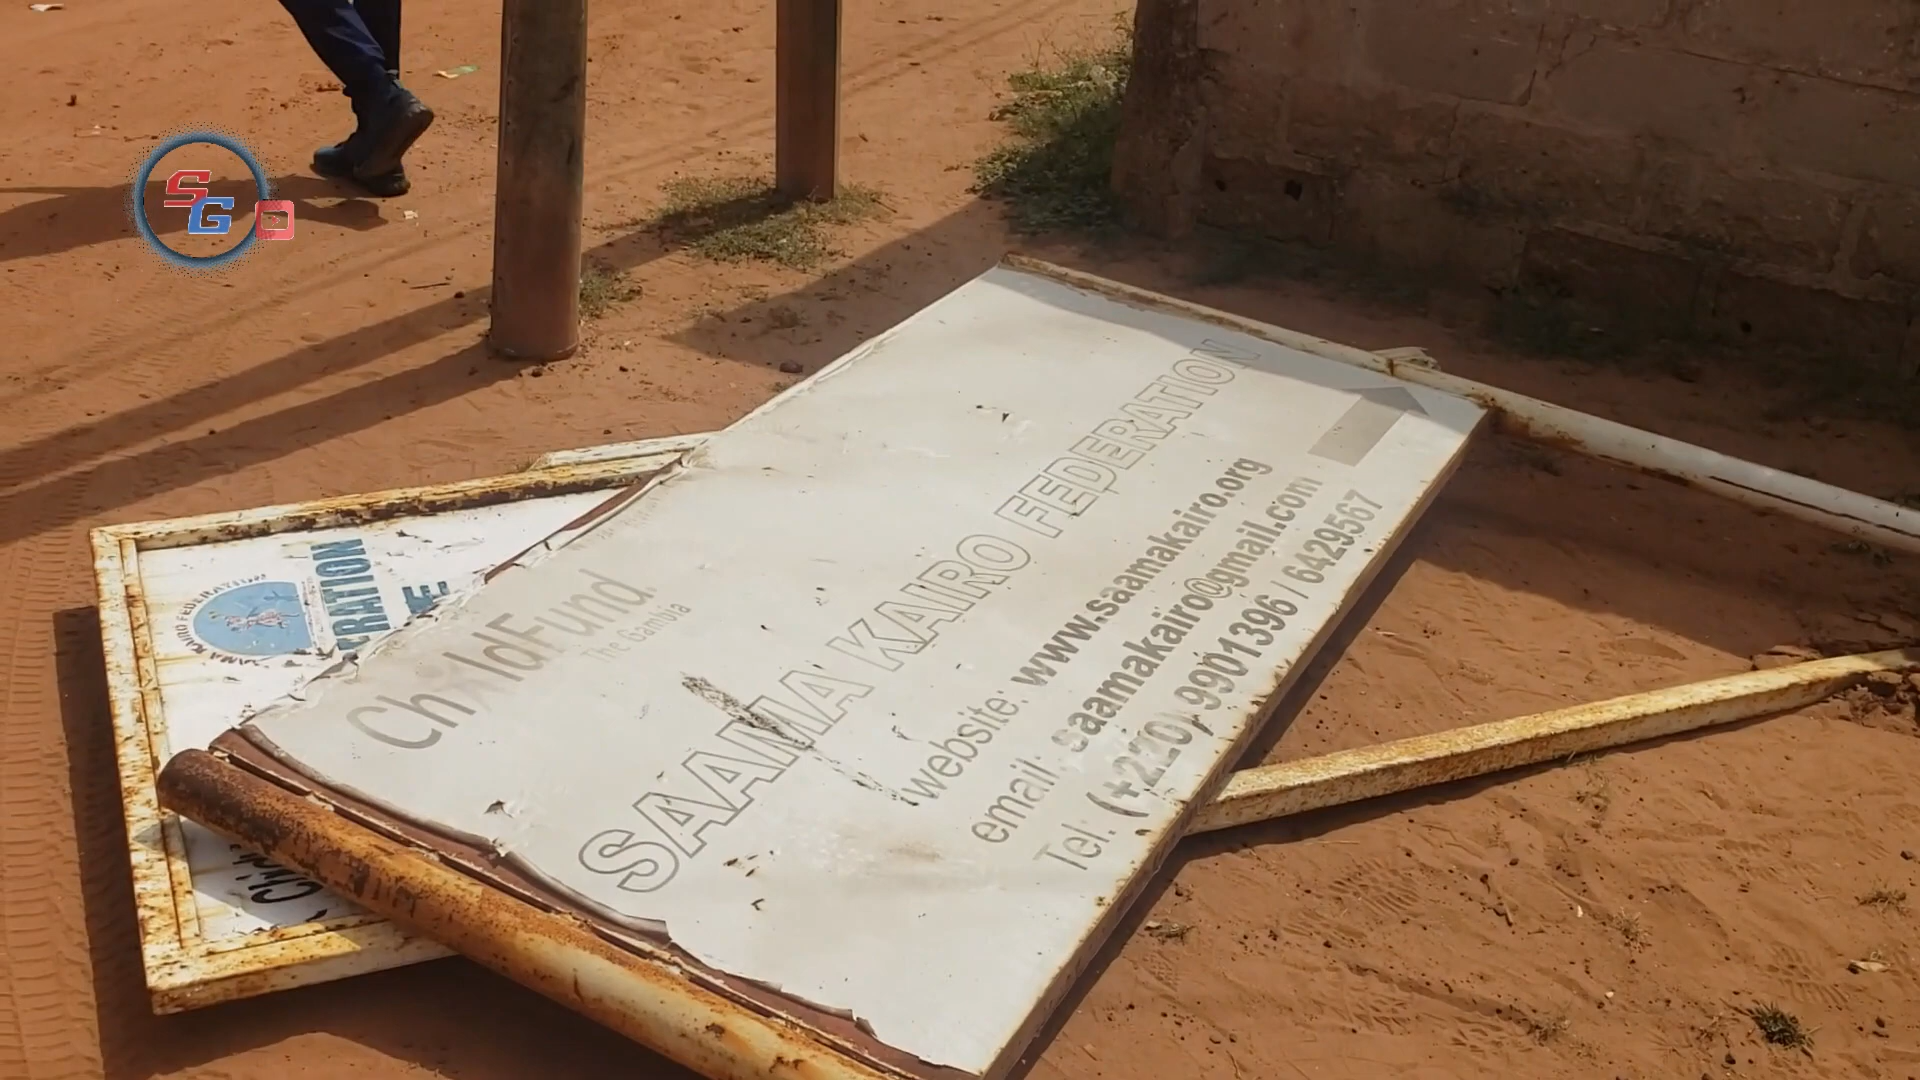 SG
ChildFund.
The Gambia
SAAMA KAIRO FEDERATION
website: www.saamakairo.org
email: saamakairo@gmail.com
Tel: (+220) 9901396 / 6429567
ERATION
E